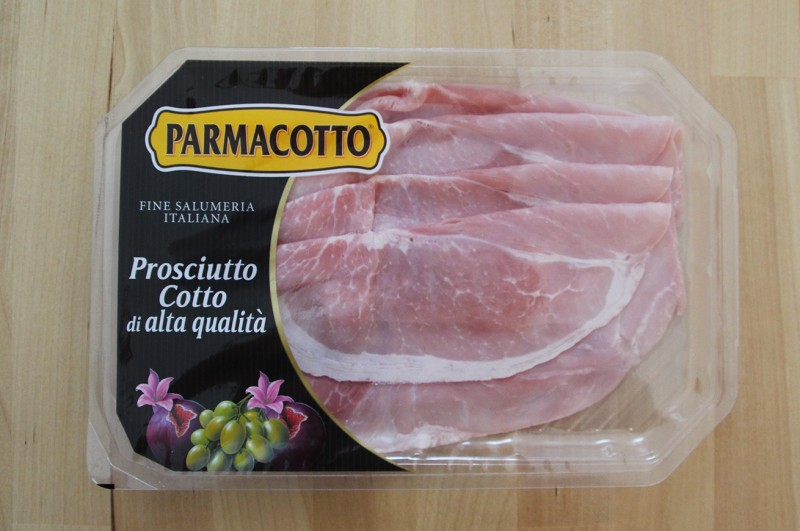 PARMACOTTO
FINE SALUMERIA
ITALIANA
Prosciutto
Cotto
di alta qualità